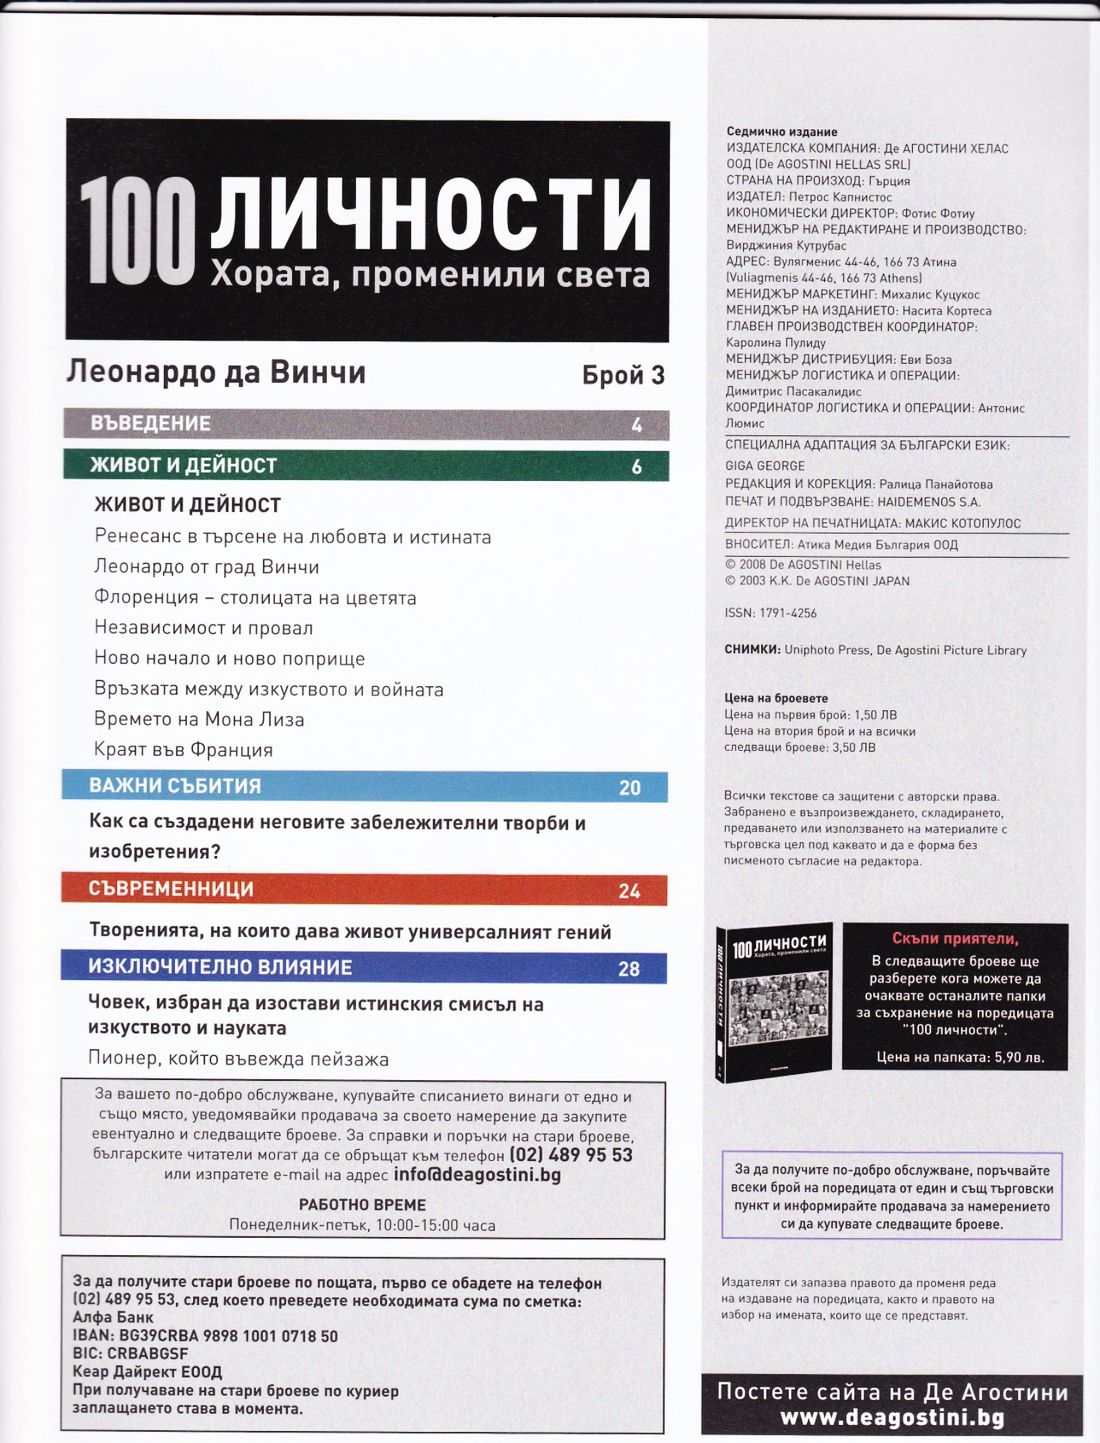 100 ЛИЧНОСТИ
Хората, променили света
Леонардо да Винчи
Брой 3
ВЪВЕДЕНИЕ 4
ЖИВОТ И ДЕЙНОСТ 6
ЖИВОТ И ДЕЙНОСТ
Ренесанс в търсене на любовта и истината
Леонардо от град Винчи
Флоренция – столицата на цветята
Независимост и провал
Ново начало и ново поприще
Връзката между изкуството и войната
Времето на Мона Лиза
Краят във Франция
ВАЖНИ СЪБИТИЯ 20
Как са създадени неговите забележителни творби и
изобретения?
СЪВРЕМЕННИЦИ 24
Творенията, на които дава живот универсалният гений
ИЗКЛЮЧИТЕЛНО ВЛИЯНИЕ 28
Човек, избран да изостави истинския смисъл на
изкуството и науката
Пионер, който въвежда пейзажа
За вашето по-добро обслужване, купувайте списанието винаги от едно и
също място, уведомявайки продавача за своето намерение да закупите
евентуално и следващите броеве. За справки и поръчки на стари броеве,
българските читатели могат да се обръщат към телефон (02) 489 95 53
или изпратете e-mail на адрес info@deagostini.bg
РАБОТНО ВРЕМЕ
Понеделник-петък, 10:00-15:00 часа
За да получите стари броеве по пощата, първо се обадете на телефон
(02) 489 95 53, след което преведете необходимата сума по сметка:
Алфа Банк
IBAN: BG39CRBA 9898 1001 0718 50
BIC: CRBABGSF
Кеар Дайрект ЕООД
При получаване на стари броеве по куриер
заплащането става в момента.
Седмично издание
ИЗДАТЕЛСКА КОМПАНИЯ: Де АГОСТИНИ ХЕЛАС
ООД (De AGOSTINI HELLAS SRL)
СТРАНА НА ПРОИЗХОД: Гърция
ИЗДАТЕЛ: Петрос Капнистос
ИКОНОМИЧЕСКИ ДИРЕКТОР: Фотис Фотиу
МЕНИДЖЪР НА РЕДАКТИРАНЕ И ПРОИЗВОДСТВО:
Вирджиния Кутрубас
АДРЕС: Вулягменис 44-46, 166 73 Атина
(Vuliagmenis 44-46, 166 73 Athens)
МЕНИДЖЪР МАРКЕТИНГ: Михалис Куцукос
МЕНИДЖЪР НА ИЗДАНИЕТО: Насита Кортеса
ГЛАВЕН ПРОИЗВОДСТВЕН КООРДИНАТОР:
Каролина Пулиду
МЕНИДЖЪР ДИСТРИБУЦИЯ: Еви Боза
МЕНИДЖЪР ЛОГИСТИКА И ОПЕРАЦИИ:
Димитрис Пасакалидис
КООРДИНАТОР ЛОГИСТИКА И ОПЕРАЦИИ: Антонис
Люмис
СПЕЦИАЛНА АДАПТАЦИЯ ЗА БЪЛГАРСКИ ЕЗИК:
GIGA GEORGE
РЕДАКЦИЯ И КОРЕКЦИЯ: Ралица Панайотова
ПЕЧАТ И ПОДВЪРЗВАНЕ: HAIDEMENOS S.A.
ДИРЕКТОР НА ПЕЧАТНИЦАТА: МАКИС КОТОПУЛОС
ВНОСИТЕЛ: Атика Медия България ООД
© 2008 De AGOSTINI Hellas
© 2003 K.K. De AGOSTINI JAPAN
ISSN: 1791-4256
СНИМКИ: Uniphoto Press, De Agostini Picture Library
Цена на броевете
Цена на първия брой: 1,50 ЛВ
Цена на втория брой и на всички
следващи броеве: 3,50 ЛВ
Всички текстове са защитени с авторски права.
Забранено е възпроизвеждането, складирането,
предаването или използването на материалите с
търговска цел под каквато и да е форма без
писменото съгласие на редактора.
100 ЛИЧНОСТИ
Хората, променили света
100 ЛИЧНОСТИ
Скъпи приятели,
В следващите броеве ще
разберете кога можете да
очаквате останалите папки
за съхранение на поредицата
"100 личности".
Цена на папката: 5,90 лв.
За да получите по-добро обслужване, поръчвайте
всеки брой на поредицата от един и същ търговски
пункт и информирайте продавача за намерението
си да купувате следващите броеве.
Издателят си запазва правото да променя реда
на издаване на поредицата, както и правото на
избор на имената, които ще се представят.
Постете сайта на Де Агостини
www.deagostini.bg